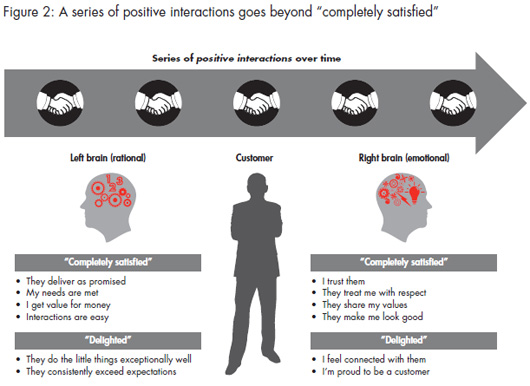 Figure 2: A series of positive interactions goes beyond “completely satisfied”
Series of positive interactions over time
Left brain (rational)
Customer
Right brain (emotional)
1 2 3
“Completely satisfied”
• They deliver as promised
• My needs are met
• I get value for money
• Interactions are easy
“Delighted”
• They do the little things exceptionally well
• They consistently exceed expectations
“Completely satisfied”
• I trust them
• They treat me with respect
• They share my values
• They make me look good
“Delighted”
• I feel connected with them
• I’m proud to be a customer